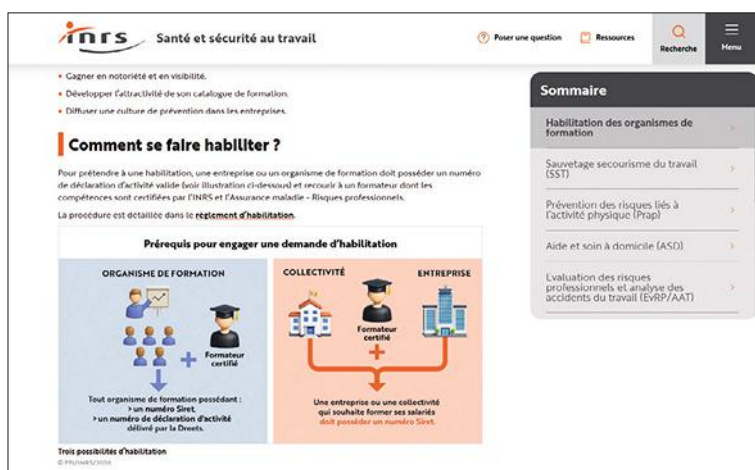 inrs
Santé et sécurité au travail
Poser une question
Ressources
Recherche
Menu
• Gagner en notoriété et en visibilité.
• Développer l'attractivité de son catalogue de formation.
• Diffuser une culture de prévention dans les entreprises.
Comment se faire habiliter ?
Pour prétendre à une habilitation, une entreprise ou un organisme de formation doit posséder un numéro
de déclaration d'activité valide (voir illustration ci-dessous) et recourir à un formateur dont les
compétences sont certifiées par l'INRS et l'Assurance maladie - Risques professionnels.
La procédure est détaillée dans le règlement d'habilitation.
Prérequis pour engager une demande d'habilitation
ORGANISME DE FORMATION
Formateur
certifié
Tout organisme de formation possédant :
> un numéro Siret,
> un numéro de déclaration d'activité
délivré par la Dreets.
COLLECTIVITÉ
ENTREPRISE
Formateur
certifié
Une entreprise ou une collectivité
qui souhaite former ses salariés
doit posséder un numéro Siret.
Trois possibilités d'habilitation
Sommaire
Habilitation des organismes de
formation
Sauvetage secourisme du travail
(SST)
Prévention des risques liés à
l'activité physique (Prap)
Aide et soin à domicile (ASD)
Evaluation des risques
professionnels et analyse des
accidents du travail (EvRP/AAT)